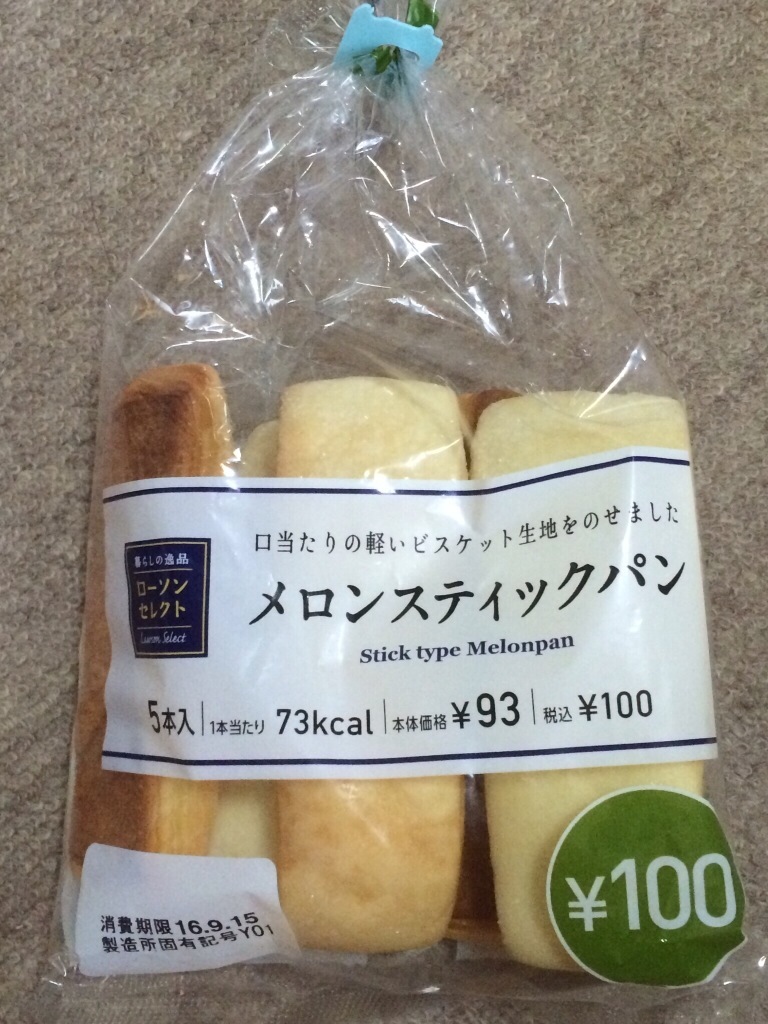 口当たりの軽いビスケット生地をのせました
メロンスティックパン
Stick type Melonpan
暮らしの逸品
ローソン
セレクト
Lawson Select
5本入 1本当たり 73kcal 本体価格 ¥93 税込 ¥100
¥100
消費期限 16.9.15
製造所固有記号Y01